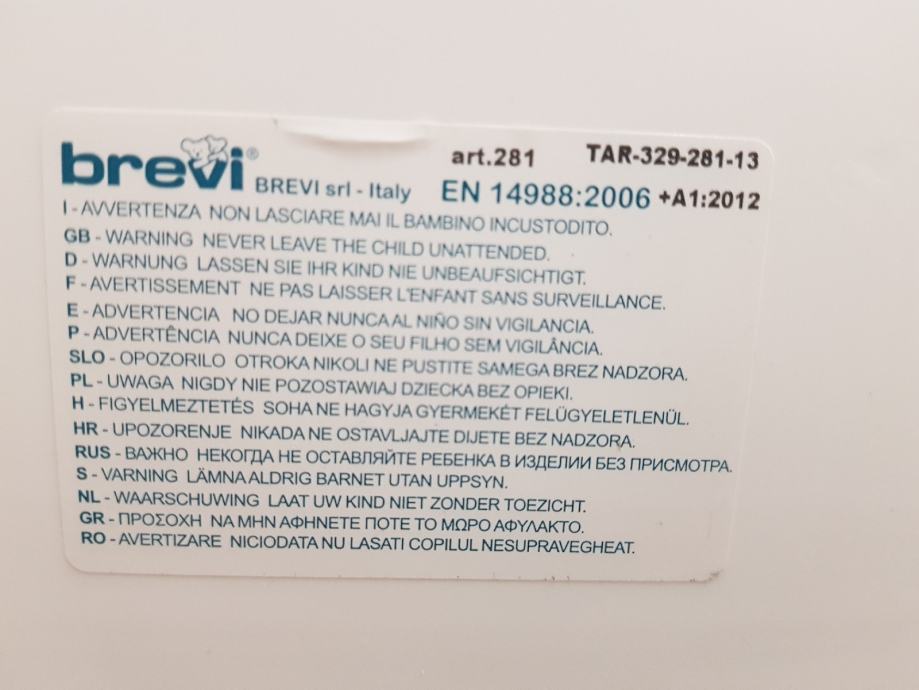 brevi® BREVI srl - Italy art.281 TAR-329-281-13
EN 14988:2006 +A1:2012
I - AVVERTENZA NON LASCIARE MAI IL BAMBINO INCUSTODITO.
GB - WARNING NEVER LEAVE THE CHILD UNATTENDED.
D - WARNUNG LASSEN SIE IHR KIND NIE UNBEAUFSICHTIGT.
F - AVERTISSEMENT NE PAS LAISSER L'ENFANT SANS SURVEILLANCE.
E - ADVERTENCIA NO DEJAR NUNCA AL NIÑO SIN VIGILANCIA.
P - ADVERTÊNCIA NUNCA DEIXE O SEU FILHO SEM VIGILÂNCIA.
SLO - OPOZORILO OTROKA NIKOLI NE PUSTITE SAMEGA BREZ NADZORA.
PL - UWAGA NIGDY NIE POZOSTAWIAJ DZIECKA BEZ OPIEKI.
H - FIGYELMEZTETÉS SOHA NE HAGYJA GYERMEKÉT FELÜGYELETLENÜL.
HR - UPOZORENJE NIKADA NE OSTAVLJAJTE DIJETE BEZ NADZORA.
RUS - ВАЖНО НЕКОГДА НЕ ОСТАВЛЯЙТЕ РЕБЕНКА В ИЗДЕЛИИ БЕЗ ПРИСМОТРА.
S - VARNING LÄMNA ALDRIG BARNET UTAN UPPSYN.
NL - WAARSCHUWING LAAT UW KIND NIET ZONDER TOEZICHT.
GR - ΠΡΟΣΟΧΗ ΝΑ ΜΗΝ ΑΦΗΝΕΤΕ ΠΟΤΕ ΤΟ ΜΩΡΟ ΑΦΥΛΑΚΤΟ.
RO - AVERTIZARE NICIODATA NU LASATI COPILUL NESUPRAVEGHEAT.